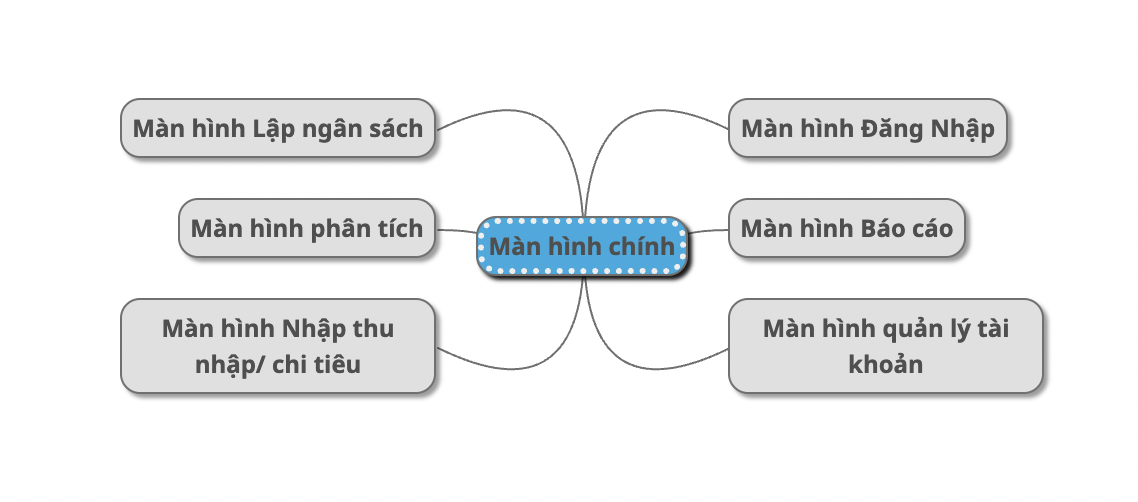 Màn hình Lập ngân sách
Màn hình Đăng Nhập
Màn hình phân tích
Màn hình chính
Màn hình Báo cáo
Màn hình Nhập thu
nhập/ chi tiêu
Màn hình quản lý tài
khoản